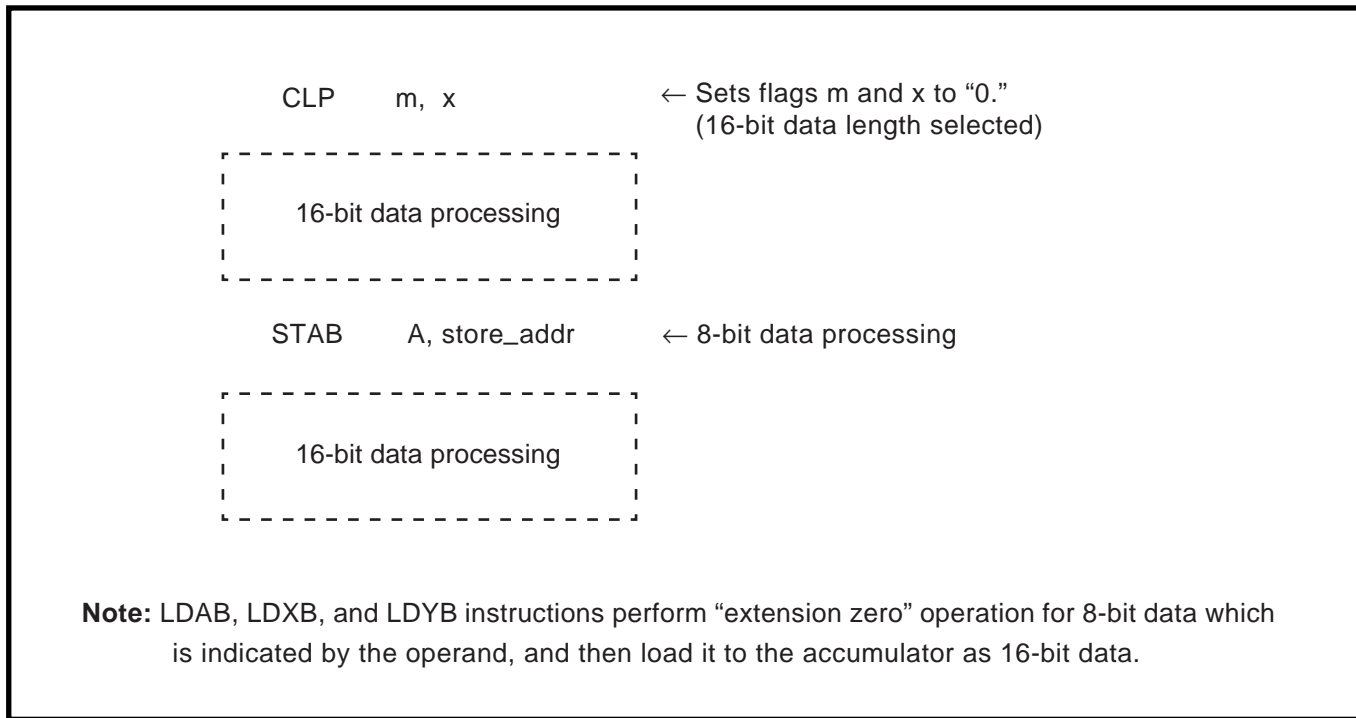 CLP m, x ← Sets flags m and x to “0.”
(16-bit data length selected)
16-bit data processing
STAB A, store_addr ← 8-bit data processing
16-bit data processing
Note: LDAB, LDXB, and LDYB instructions perform “extension zero” operation for 8-bit data which
is indicated by the operand, and then load it to the accumulator as 16-bit data.